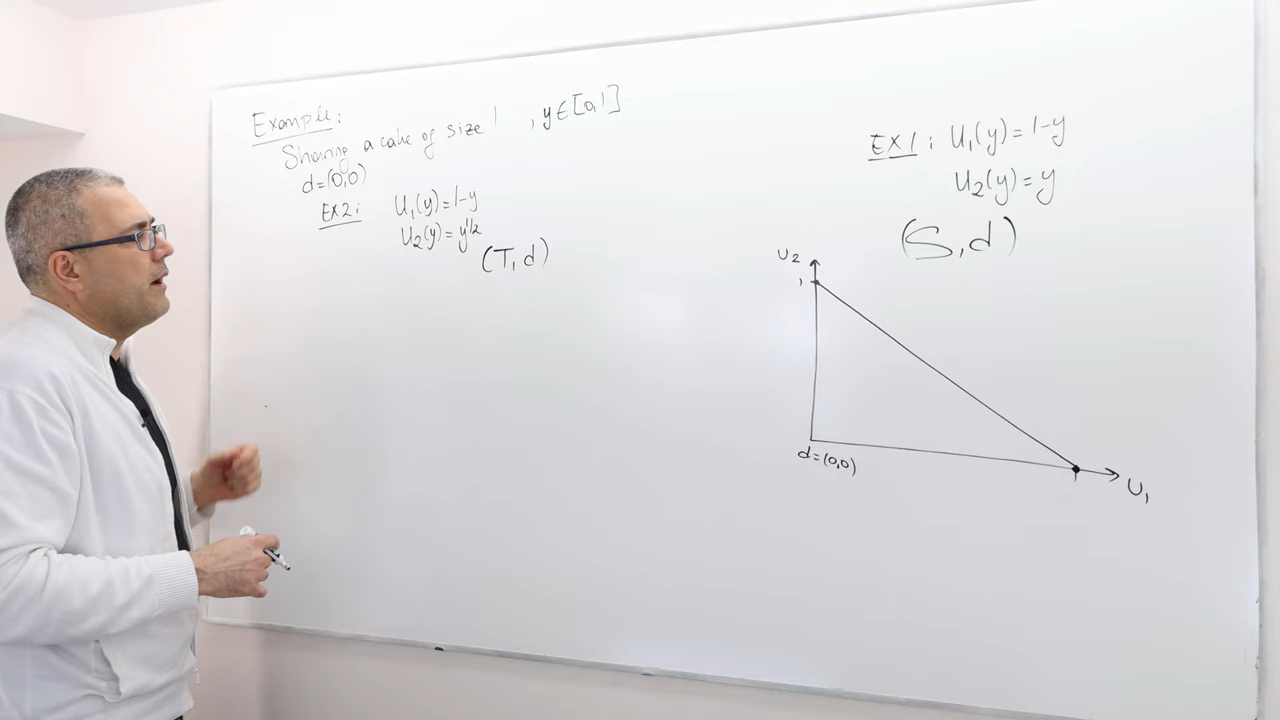 Example:
Sharing a cake of size 1 , y∈[0,1]
d=(0,0)
EX2: U₁(y)=1-y
U₂(y)=y^1/2
(T,d)
EX1: U₁(y)=1-y
U₂(y)=y
(S,d)
U₂
1
d=(0,0)
1
U₁